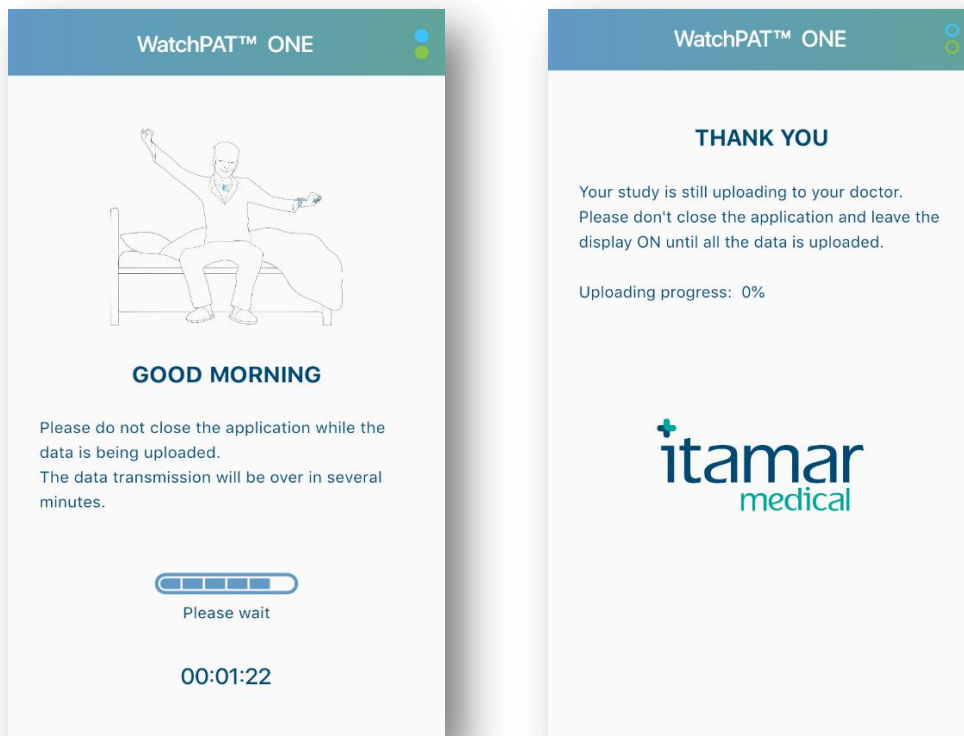 WatchPAT™ ONE
GOOD MORNING
Please do not close the application while the
data is being uploaded.
The data transmission will be over in several
minutes.
Please wait
00:01:22
WatchPAT™ ONE
THANK YOU
Your study is still uploading to your doctor.
Please don't close the application and leave the
display ON until all the data is uploaded.
Uploading progress: 0%
itamar
medical